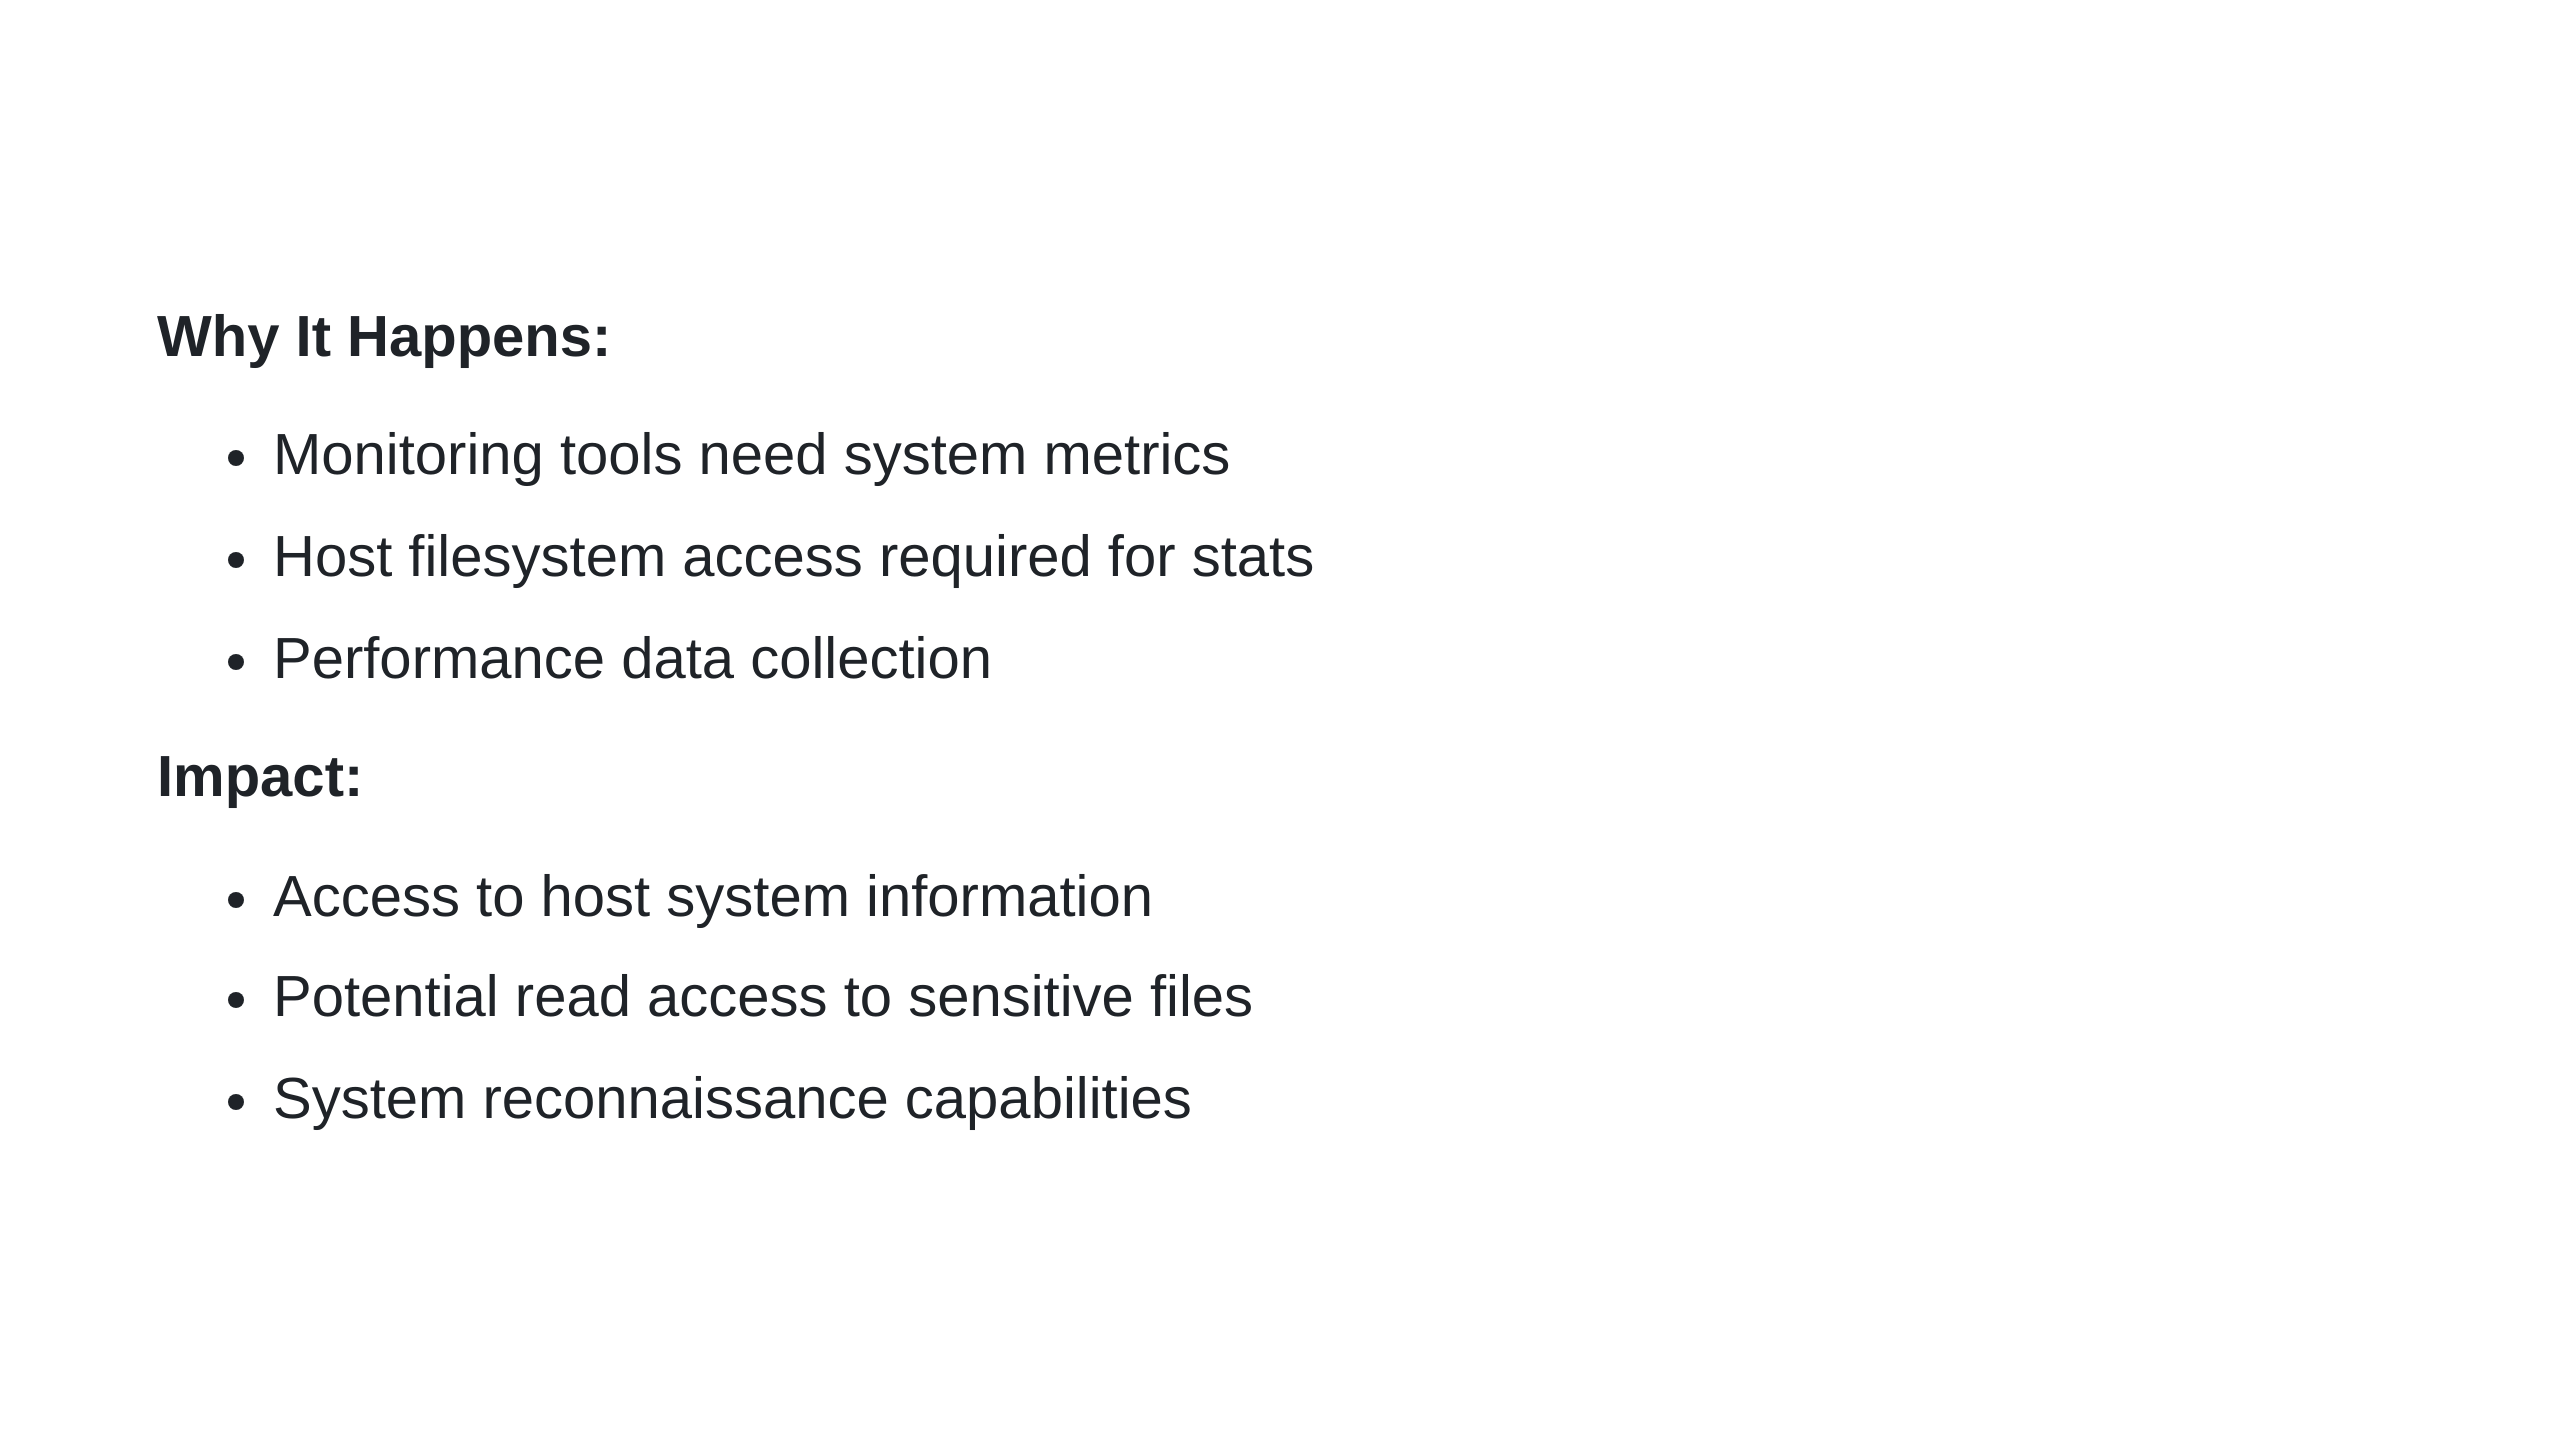 Why It Happens:
• Monitoring tools need system metrics
• Host filesystem access required for stats
• Performance data collection
Impact:
• Access to host system information
• Potential read access to sensitive files
• System reconnaissance capabilities